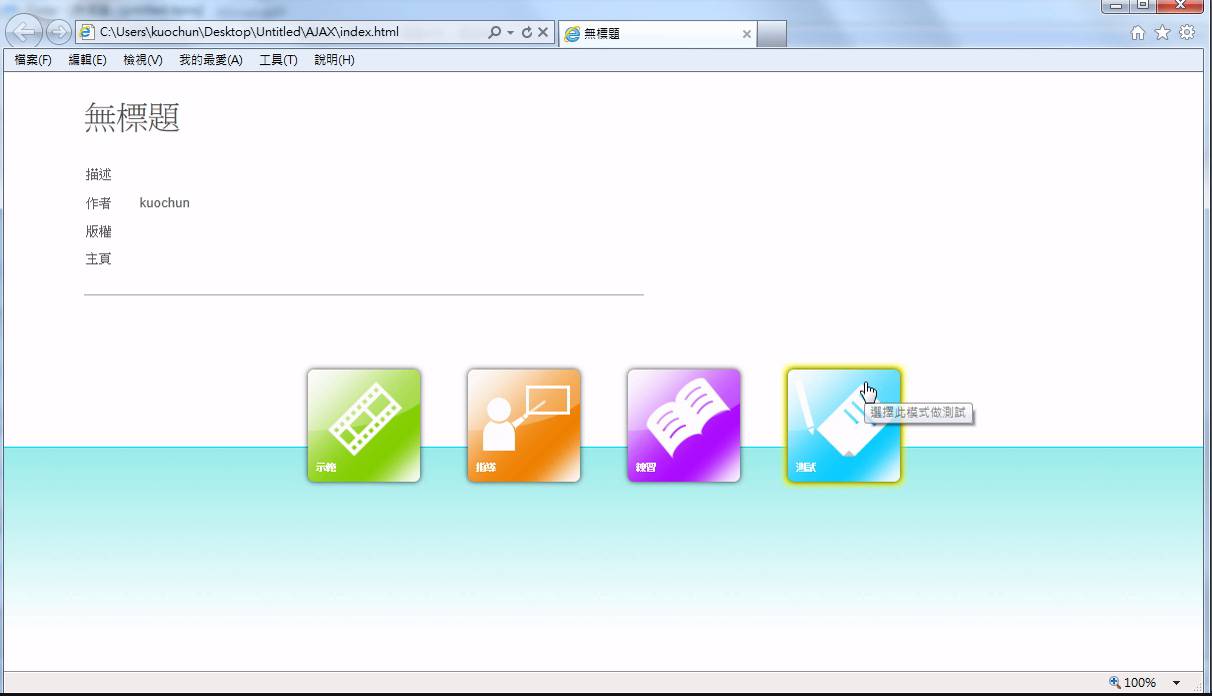 C:\Users\kuochun\Desktop\Untitled\AJAX\index.html
無標題
檔案(F) 編輯(E) 檢視(V) 我的最愛(A) 工具(T) 說明(H)
無標題
描述
作者 kuochun
版權
主頁
選擇此模式做測試
示範 指導 練習 測試
100%